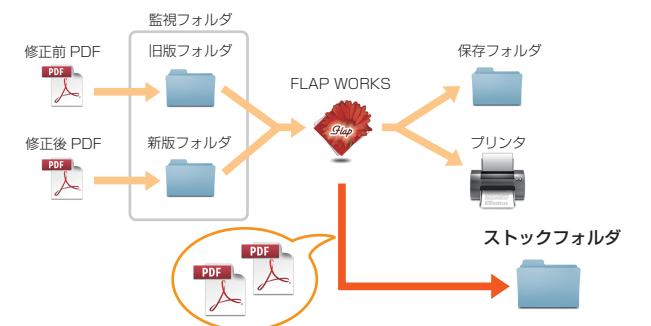 監視フォルダ
修正前 PDF
旧版フォルダ
保存フォルダ
PDF
FLAP WORKS
Flap
修正後 PDF
新版フォルダ
プリンタ
PDF
ストックフォルダ
PDF
PDF